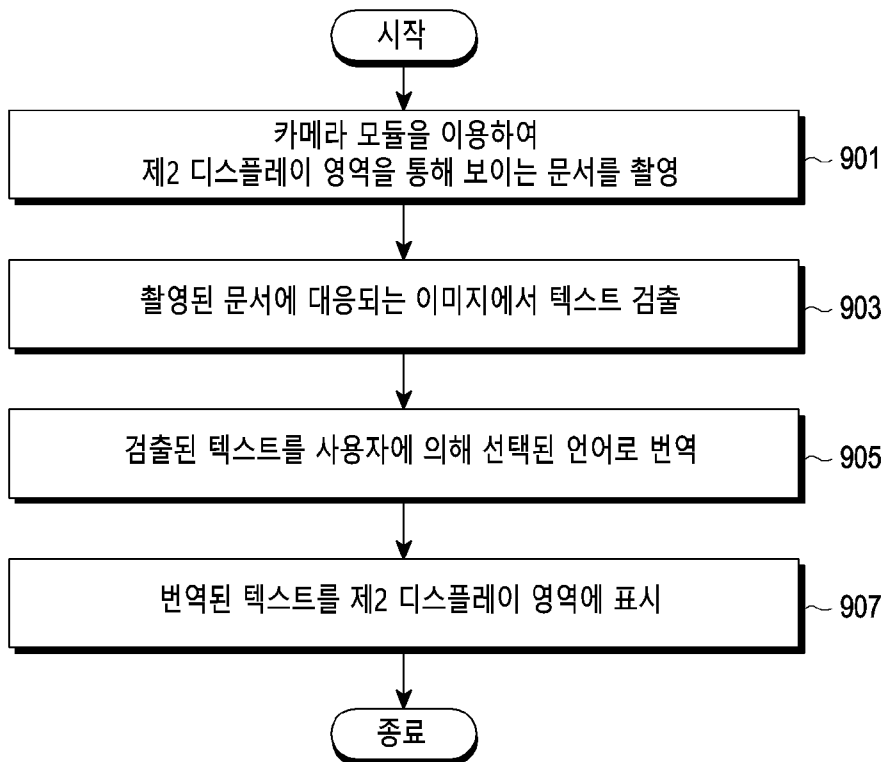 시작
카메라 모듈을 이용하여
제2 디스플레이 영역을 통해 보이는 문서를 촬영
901
촬영된 문서에 대응되는 이미지에서 텍스트 검출
903
검출된 텍스트를 사용자에 의해 선택된 언어로 번역
905
번역된 텍스트를 제2 디스플레이 영역에 표시
907
종료